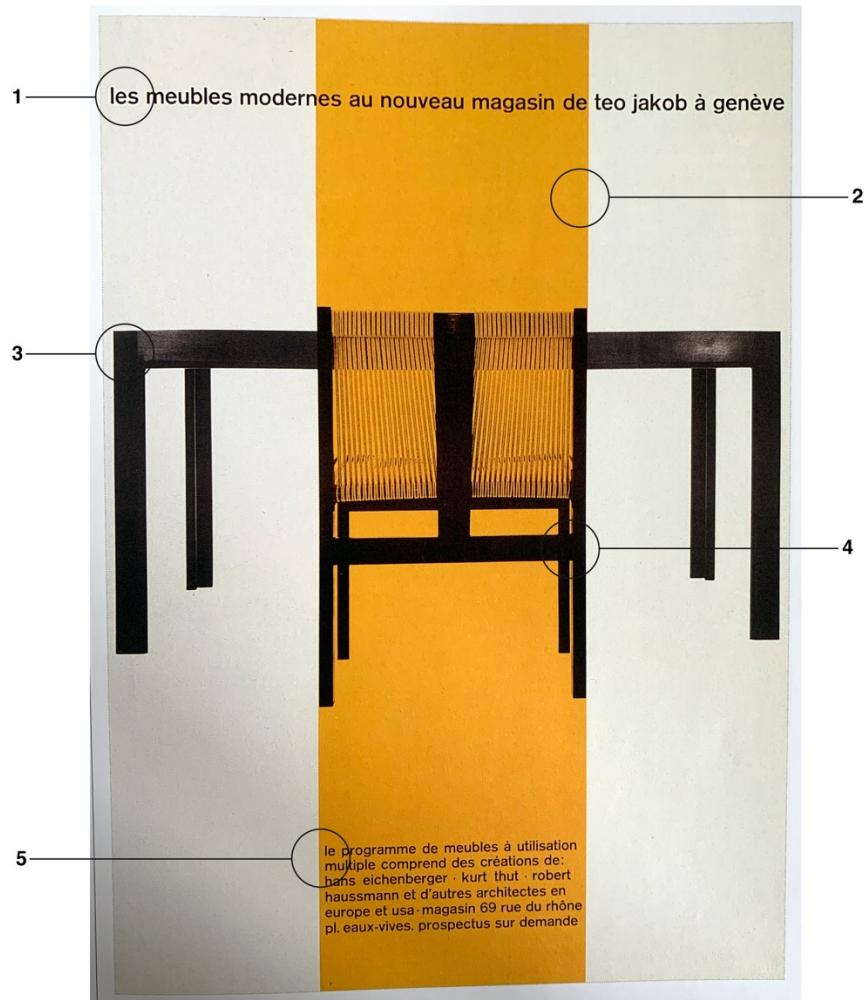 1
les meubles modernes au nouveau magasin de teo jakob à genève
2
3
4
5
le programme de meubles à utilisation
multiple comprend des créations de:
hans eichenberger · kurt thut · robert
haussmann et d'autres architectes en
europe et usa · magasin 69 rue du rhône
pl. eaux-vives. prospectus sur demande